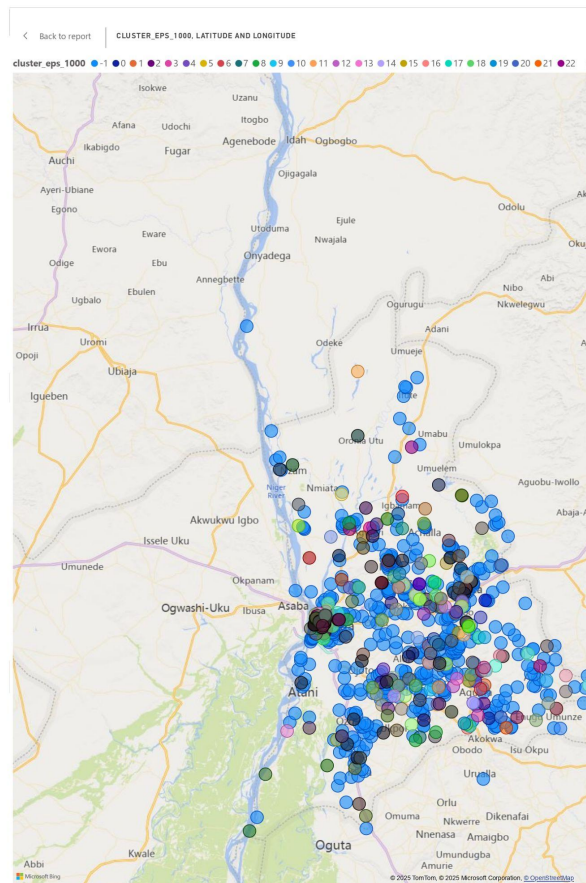 Back to report
CLUSTER_EPS_1000, LATITUDE AND LONGITUDE
cluster_eps_1000 -1 0 1 2 3 4 5 6 7 8 9 10 11 12 13 14 15 16 17 18 19 20 21 22
Isokwe
Uzanu
Itogbo
Afana
Udochi
Agenebode
Idah
Ogbogbo
Ikabigdo
Fugar
Auchi
Ojigagala
Ayeri-Ubiane
Egono
Odolu
Ejule
Utoduma
Nwajala
Eware
Ewora
Onyadega
Odige
Ebu
Annegbette
Abi
Nibo
Ebulen
Ugbalo
Ogurugu
Nkwelegwu
Irrua
Adani
Uromi
Odeke
Umueje
Opoji
Ubiaja
Igueben
Oroma Utu
Umabu
Umulokpa
Umuelem
Niger
River
Nmiata
Aguobu-Iwollo
Igbariam
Akwukwu Igbo
Achalla
Abaja-
Issele Uku
Umunede
Okpanam
Ogwashi-Uku
Ibusa
Asaba
Atani
Umunze
Akokwa
Obodo
Isu Okpu
Urualla
Orlu
Omuma
Nkwerre
Dikenafai
Nnenasa
Amaigbo
Kwale
Oguta
Umundugba
Abbi
Amurie
Microsoft Bing
© 2025 TomTom, © 2025 Microsoft Corporation, © OpenStreetMap